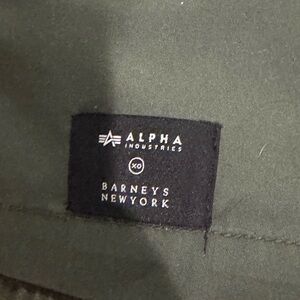 ALPHA
INDUSTRIES
XO
BARNEYS
NEWYORK